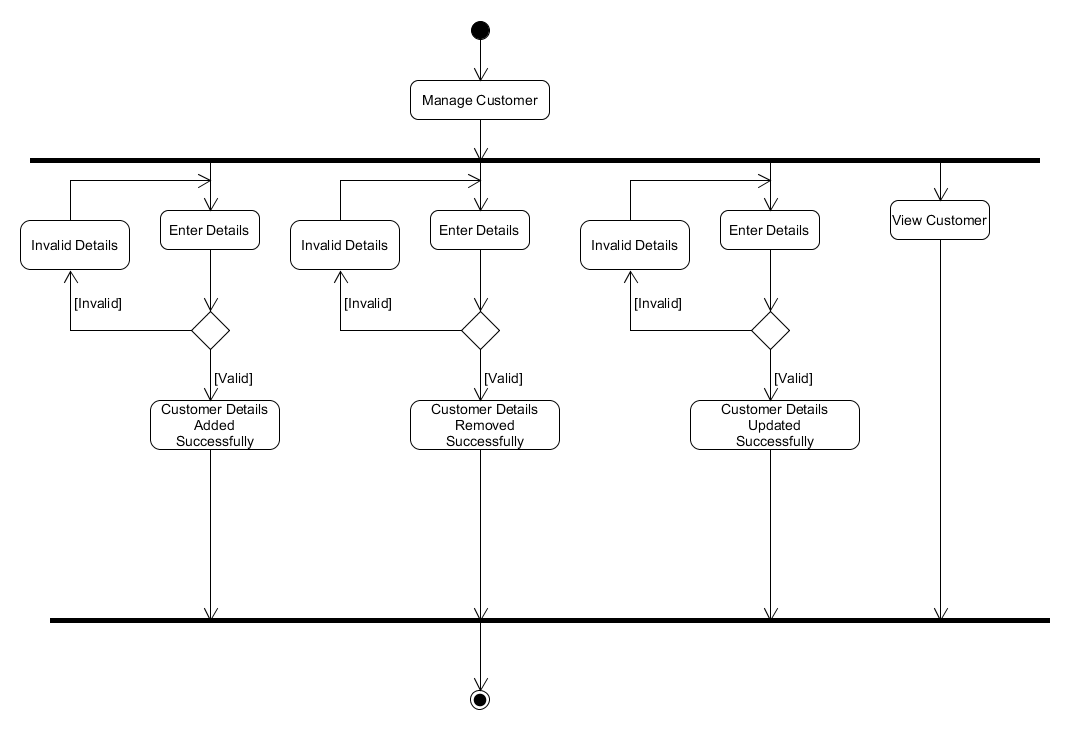 Manage Customer
Invalid Details
Enter Details
Invalid Details
Enter Details
Invalid Details
Enter Details
View Customer
[Invalid]
[Invalid]
[Invalid]
[Valid]
[Valid]
[Valid]
Customer Details
Added
Successfully
Customer Details
Removed
Successfully
Customer Details
Updated
Successfully